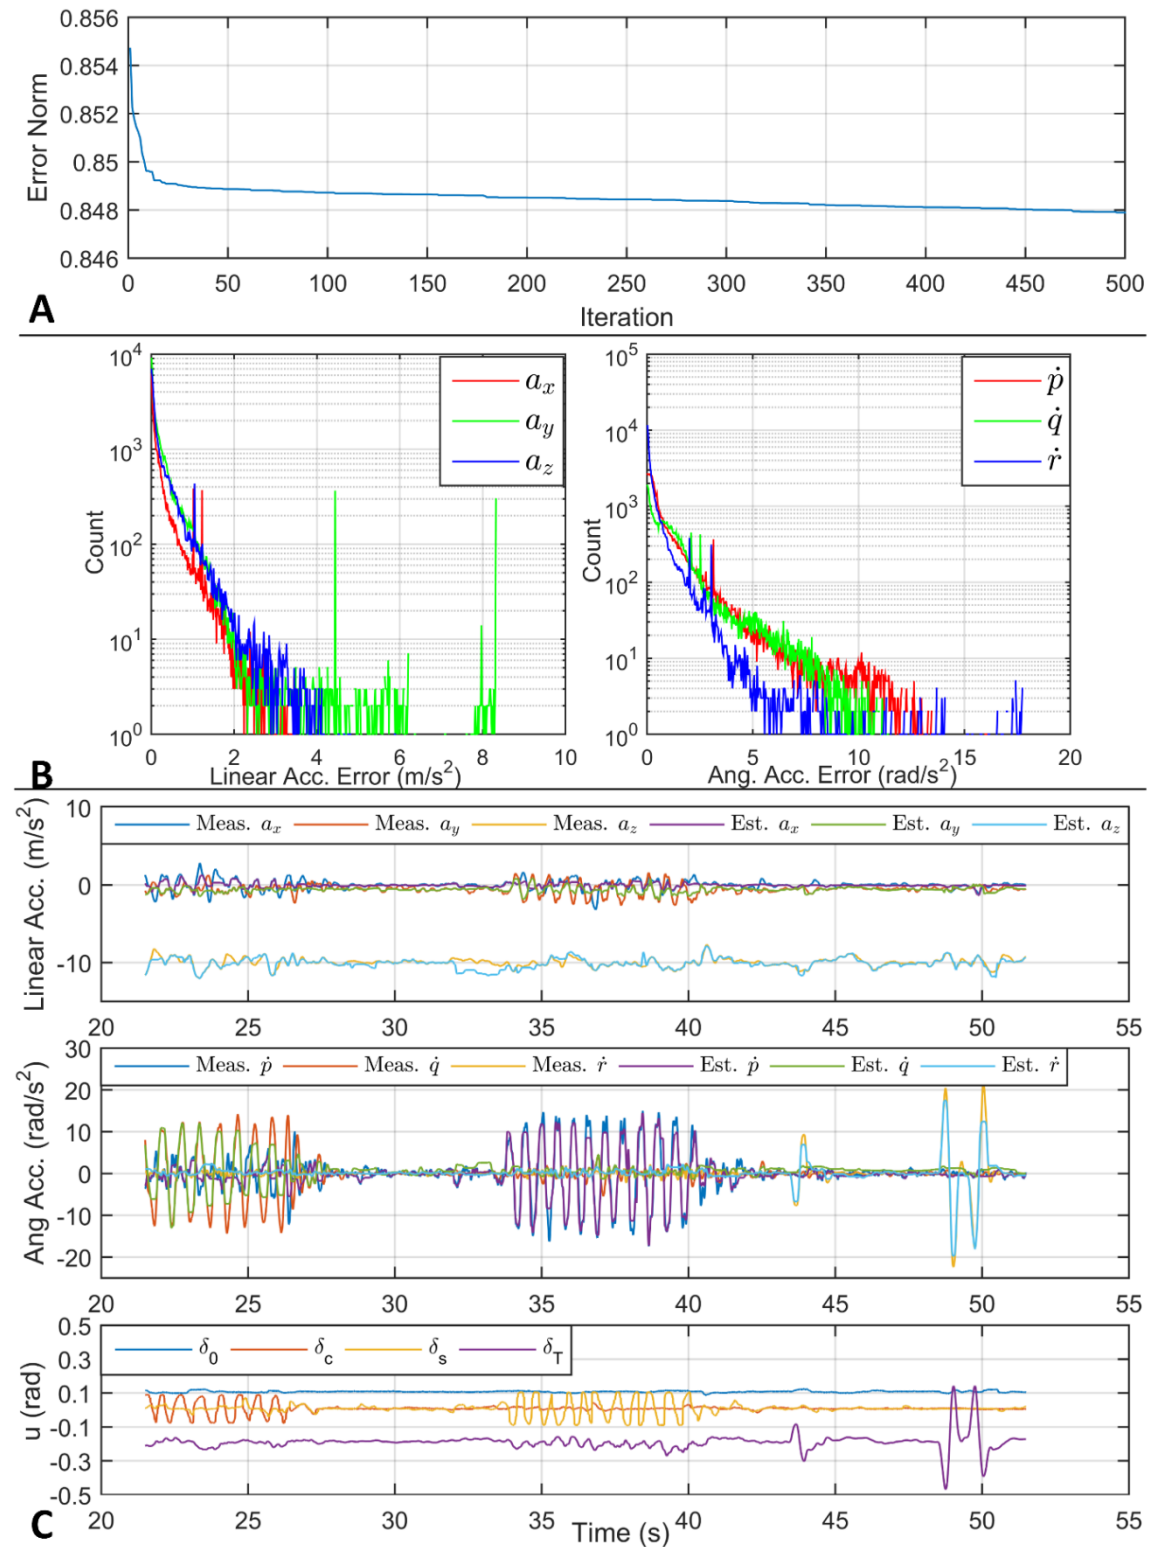 0.856
0.854
0.852
0.85
0.848
0.846
Error Norm
0 50 100 150 200 250 300 350 400 450 500
Iteration
A
10^4
10^3
10^2
10^1
10^0
Count
a_x
a_y
a_z
0 2 4 6 8 10
Linear Acc. Error (m/s^2)
10^5
10^4
10^3
10^2
10^1
10^0
Count
ṗ
q̇
ṙ
0 5 10 15 20
Ang. Acc. Error (rad/s^2)
B
10
0
-10
Linear Acc. (m/s^2)
Meas. a_x Meas. a_y Meas. a_z Est. a_x Est. a_y Est. a_z
20 25 30 35 40 45 50 55
30
20
10
0
-10
-20
Ang Acc. (rad/s^2)
Meas. ṗ Meas. q̇ Meas. ṙ Est. ṗ Est. q̇ Est. ṙ
20 25 30 35 40 45 50 55
0.5
0.3
0.1
-0.1
-0.3
-0.5
u (rad)
δ_0 δ_c δ_s δ_T
20 25 30 35 40 45 50 55
Time (s)
C